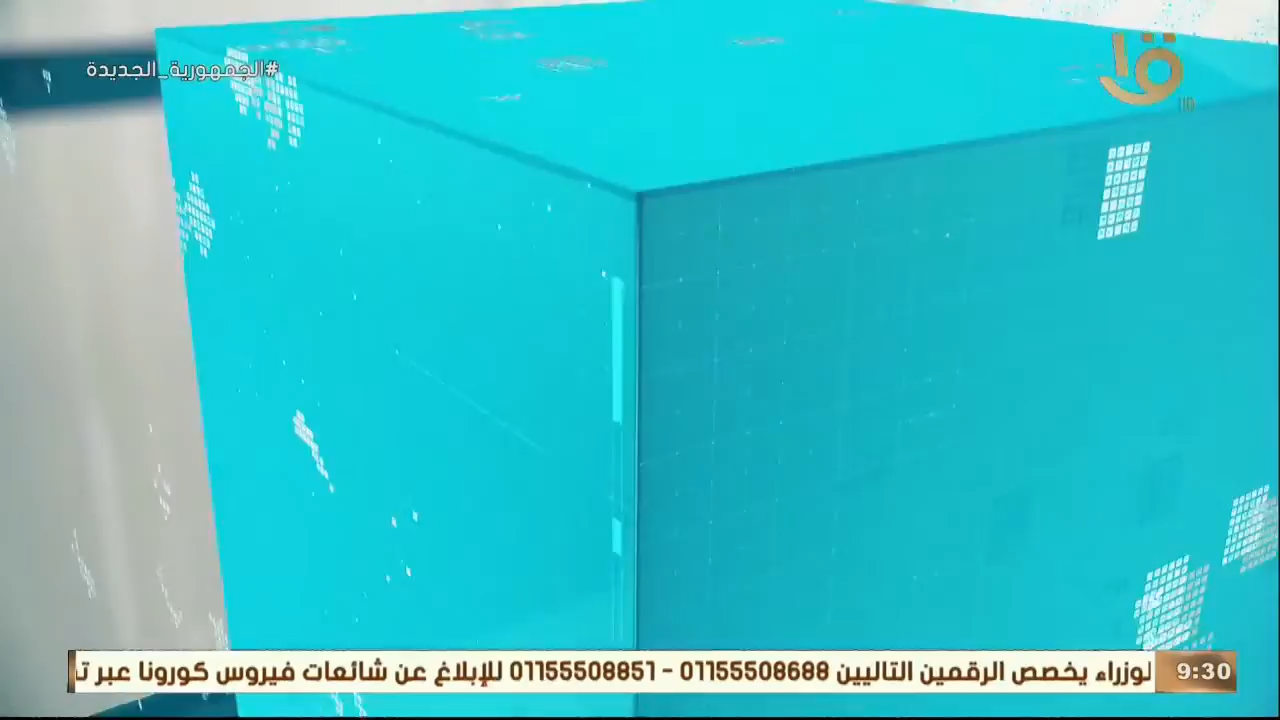 #الجمهورية_الجديدة
لوزراء يخصص الرقمين التاليين 01155508688 - 01155508851 للإبلاغ عن شائعات فيروس كورونا عبر
9:30